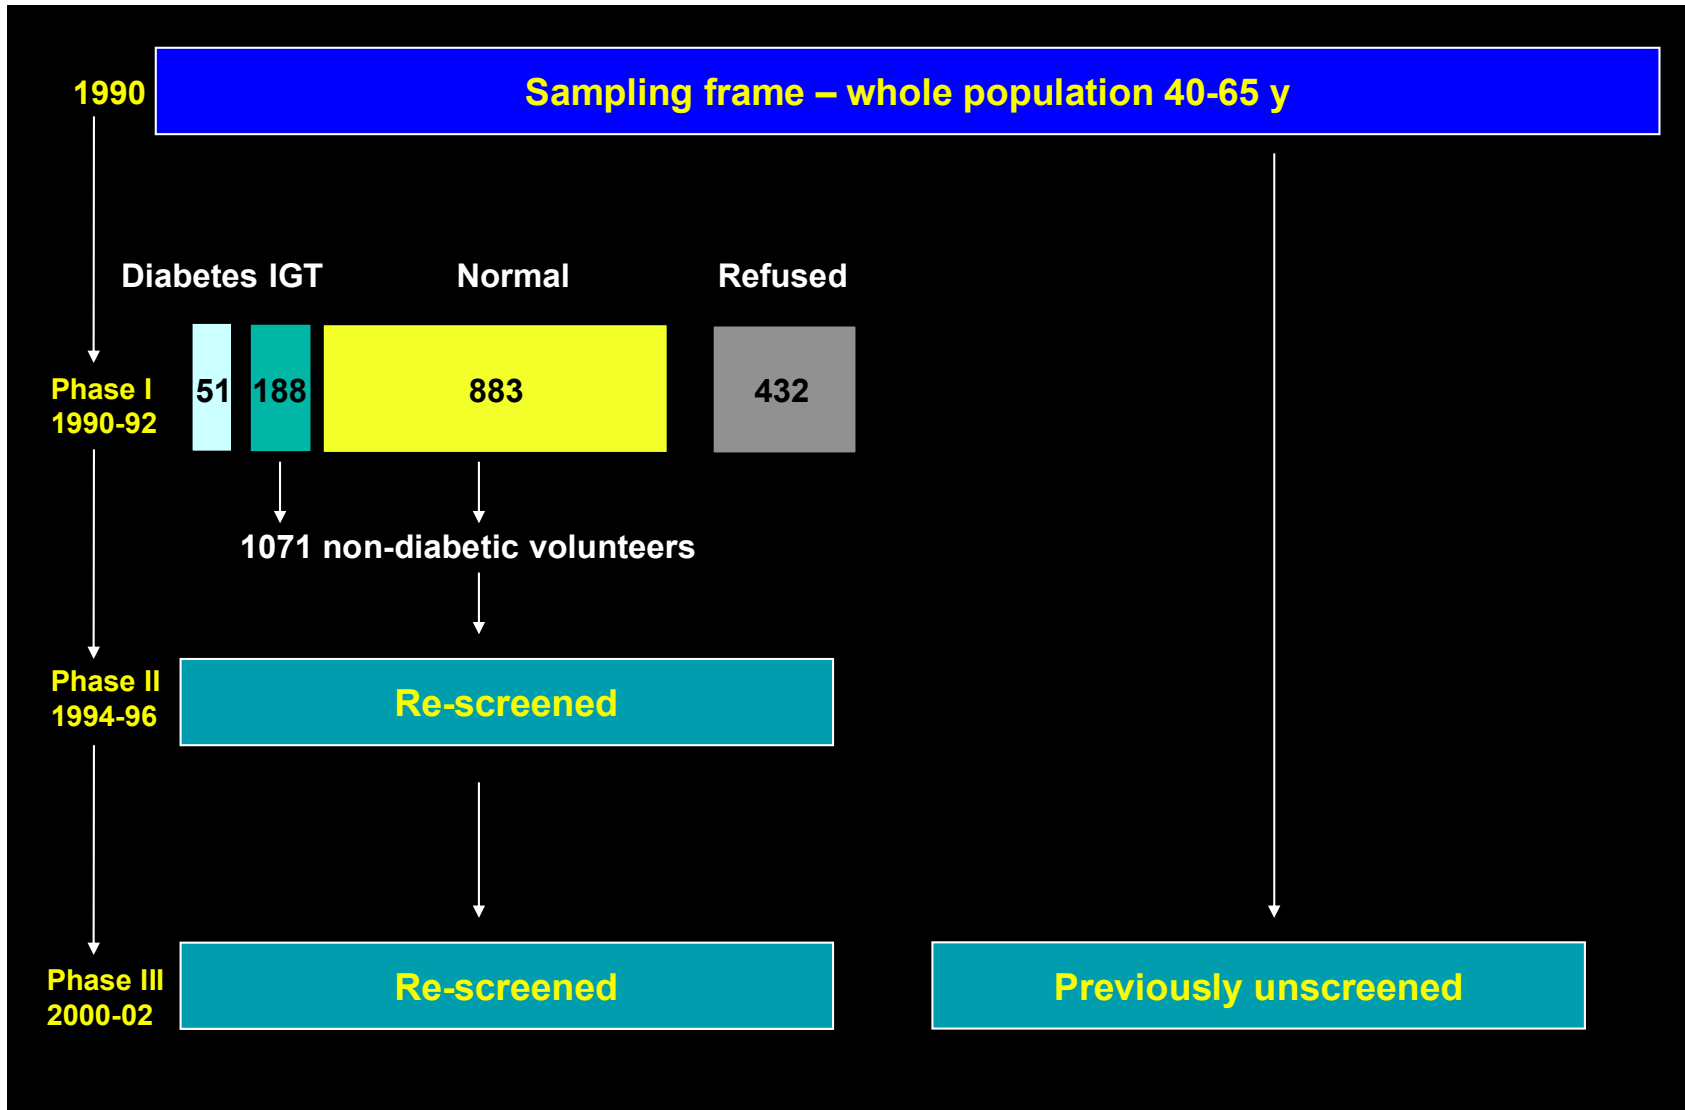 1990
Sampling frame – whole population 40-65 y
Diabetes IGT
Normal
Refused
Phase I
1990-92
51
188
883
432
1071 non-diabetic volunteers
Phase II
1994-96
Re-screened
Phase III
2000-02
Re-screened
Previously unscreened